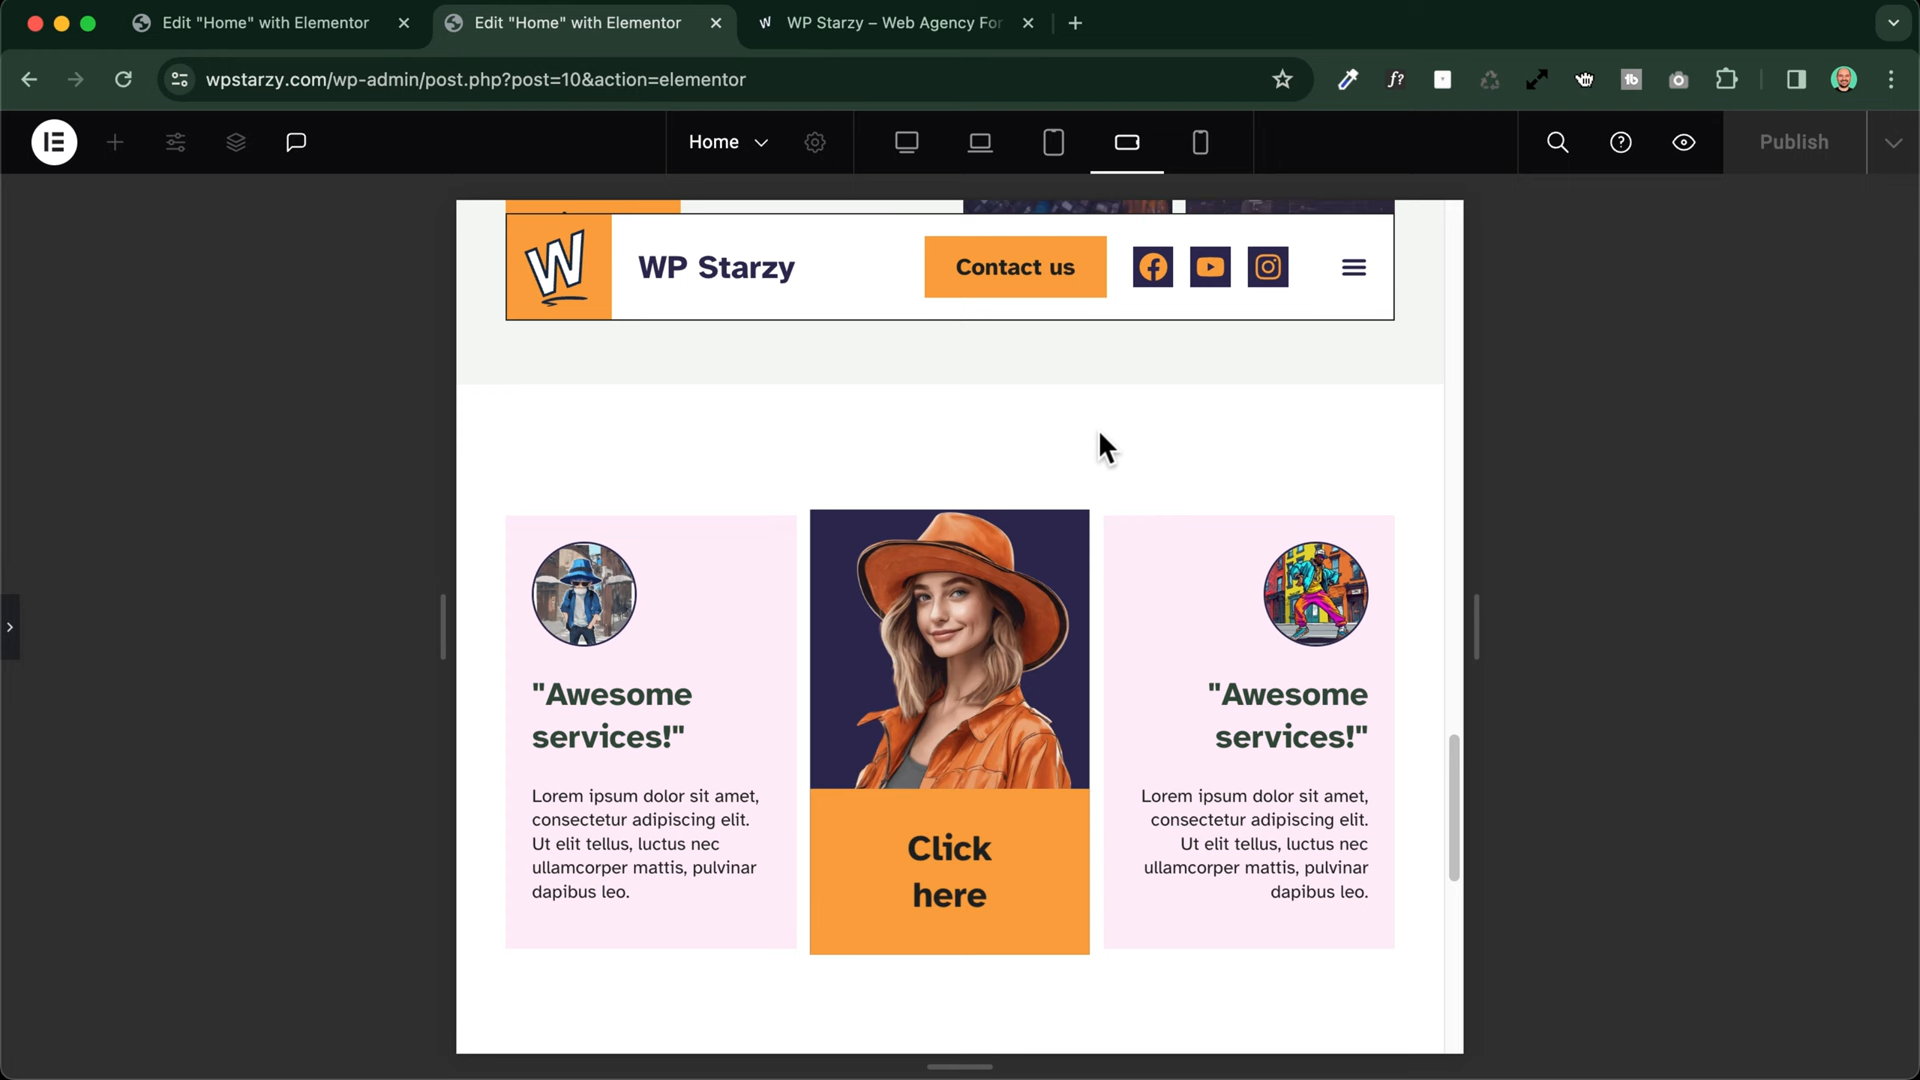 Edit "Home" with Elementor
Edit "Home" with Elementor
WP Starzy – Web Agency For
wpstarzy.com/wp-admin/post.php?post=10&action=elementor
f?
tb
Home
Publish
W
WP Starzy
Contact us
"Awesome
services!"
Lorem ipsum dolor sit amet,
consectetur adipiscing elit.
Ut elit tellus, luctus nec
ullamcorper mattis, pulvinar
dapibus leo.
Click
here
"Awesome
services!"
Lorem ipsum dolor sit amet,
consectetur adipiscing elit.
Ut elit tellus, luctus nec
ullamcorper mattis, pulvinar
dapibus leo.